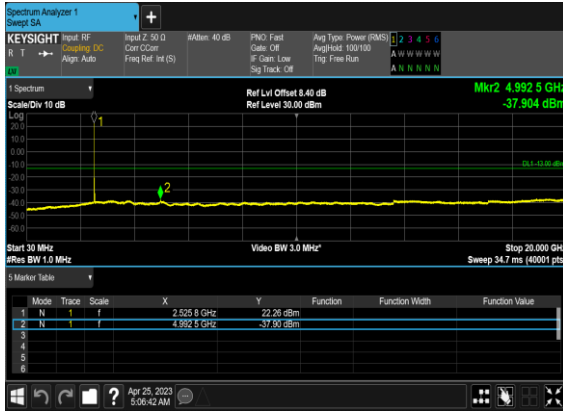 Spectrum Analyzer 1
Swept SA
+
KEYSIGHT Input: RF Input Z: 50 Ω #Atten: 40 dB PNO: Fast Avg Type: Power (RMS) 1 2 3 4 5 6
R T Coupling: DC Corr CCorr Gate: Off Avg|Hold: 100/100 A W W W W W
Align: Auto Freq Ref: Int (S) IF Gain: Low Trig: Free Run
Sig Track: Off A N N N N N
1 Spectrum Ref Lvl Offset 8.40 dB Mkr2 4.992 5 GHz
Scale/Div 10 dB Ref Level 30.00 dBm -37.904 dBm
Log
1
20.0
10.0
0.00
-10.0
DL1 -13.00 dBm
-20.0
-30.0
2
-40.0
-50.0
-60.0
Start 30 MHz Video BW 3.0 MHz* Stop 20.000 GHz
#Res BW 1.0 MHz Sweep 34.7 ms (40001 pts)
5 Marker Table
Mode Trace Scale X Y Function Function Width Function Value
1 N 1 f 2.525 8 GHz 22.26 dBm
2 N 1 f 4.992 5 GHz -37.90 dBm
3
4
5
6
? Apr 25, 2023
5:06:42 AM